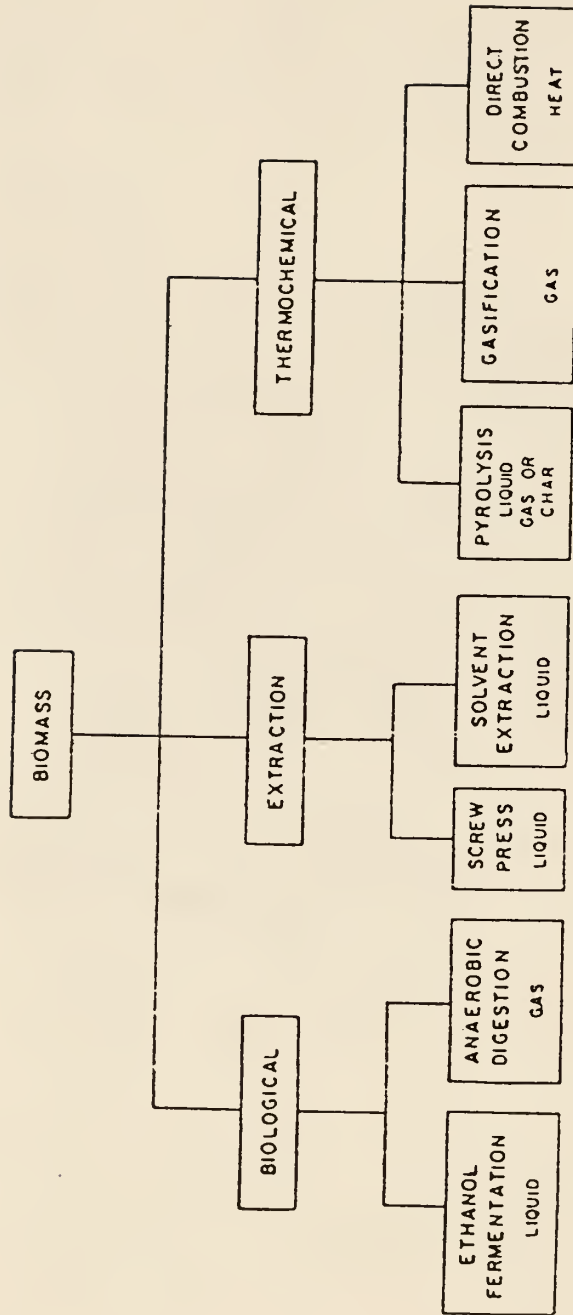 BIOMASS
BIOLOGICAL
EXTRACTION
THERMOCHEMICAL
ETHANOL
FERMENTATION
LIQUID
ANAEROBIC
DIGESTION
GAS
SCREW
PRESS
LIQUID
SOLVENT
EXTRACTION
LIQUID
PYROLYSIS
LIQUID
GAS OR
CHAR
GASIFICATION
GAS
DIRECT
COMBUSTION
HEAT